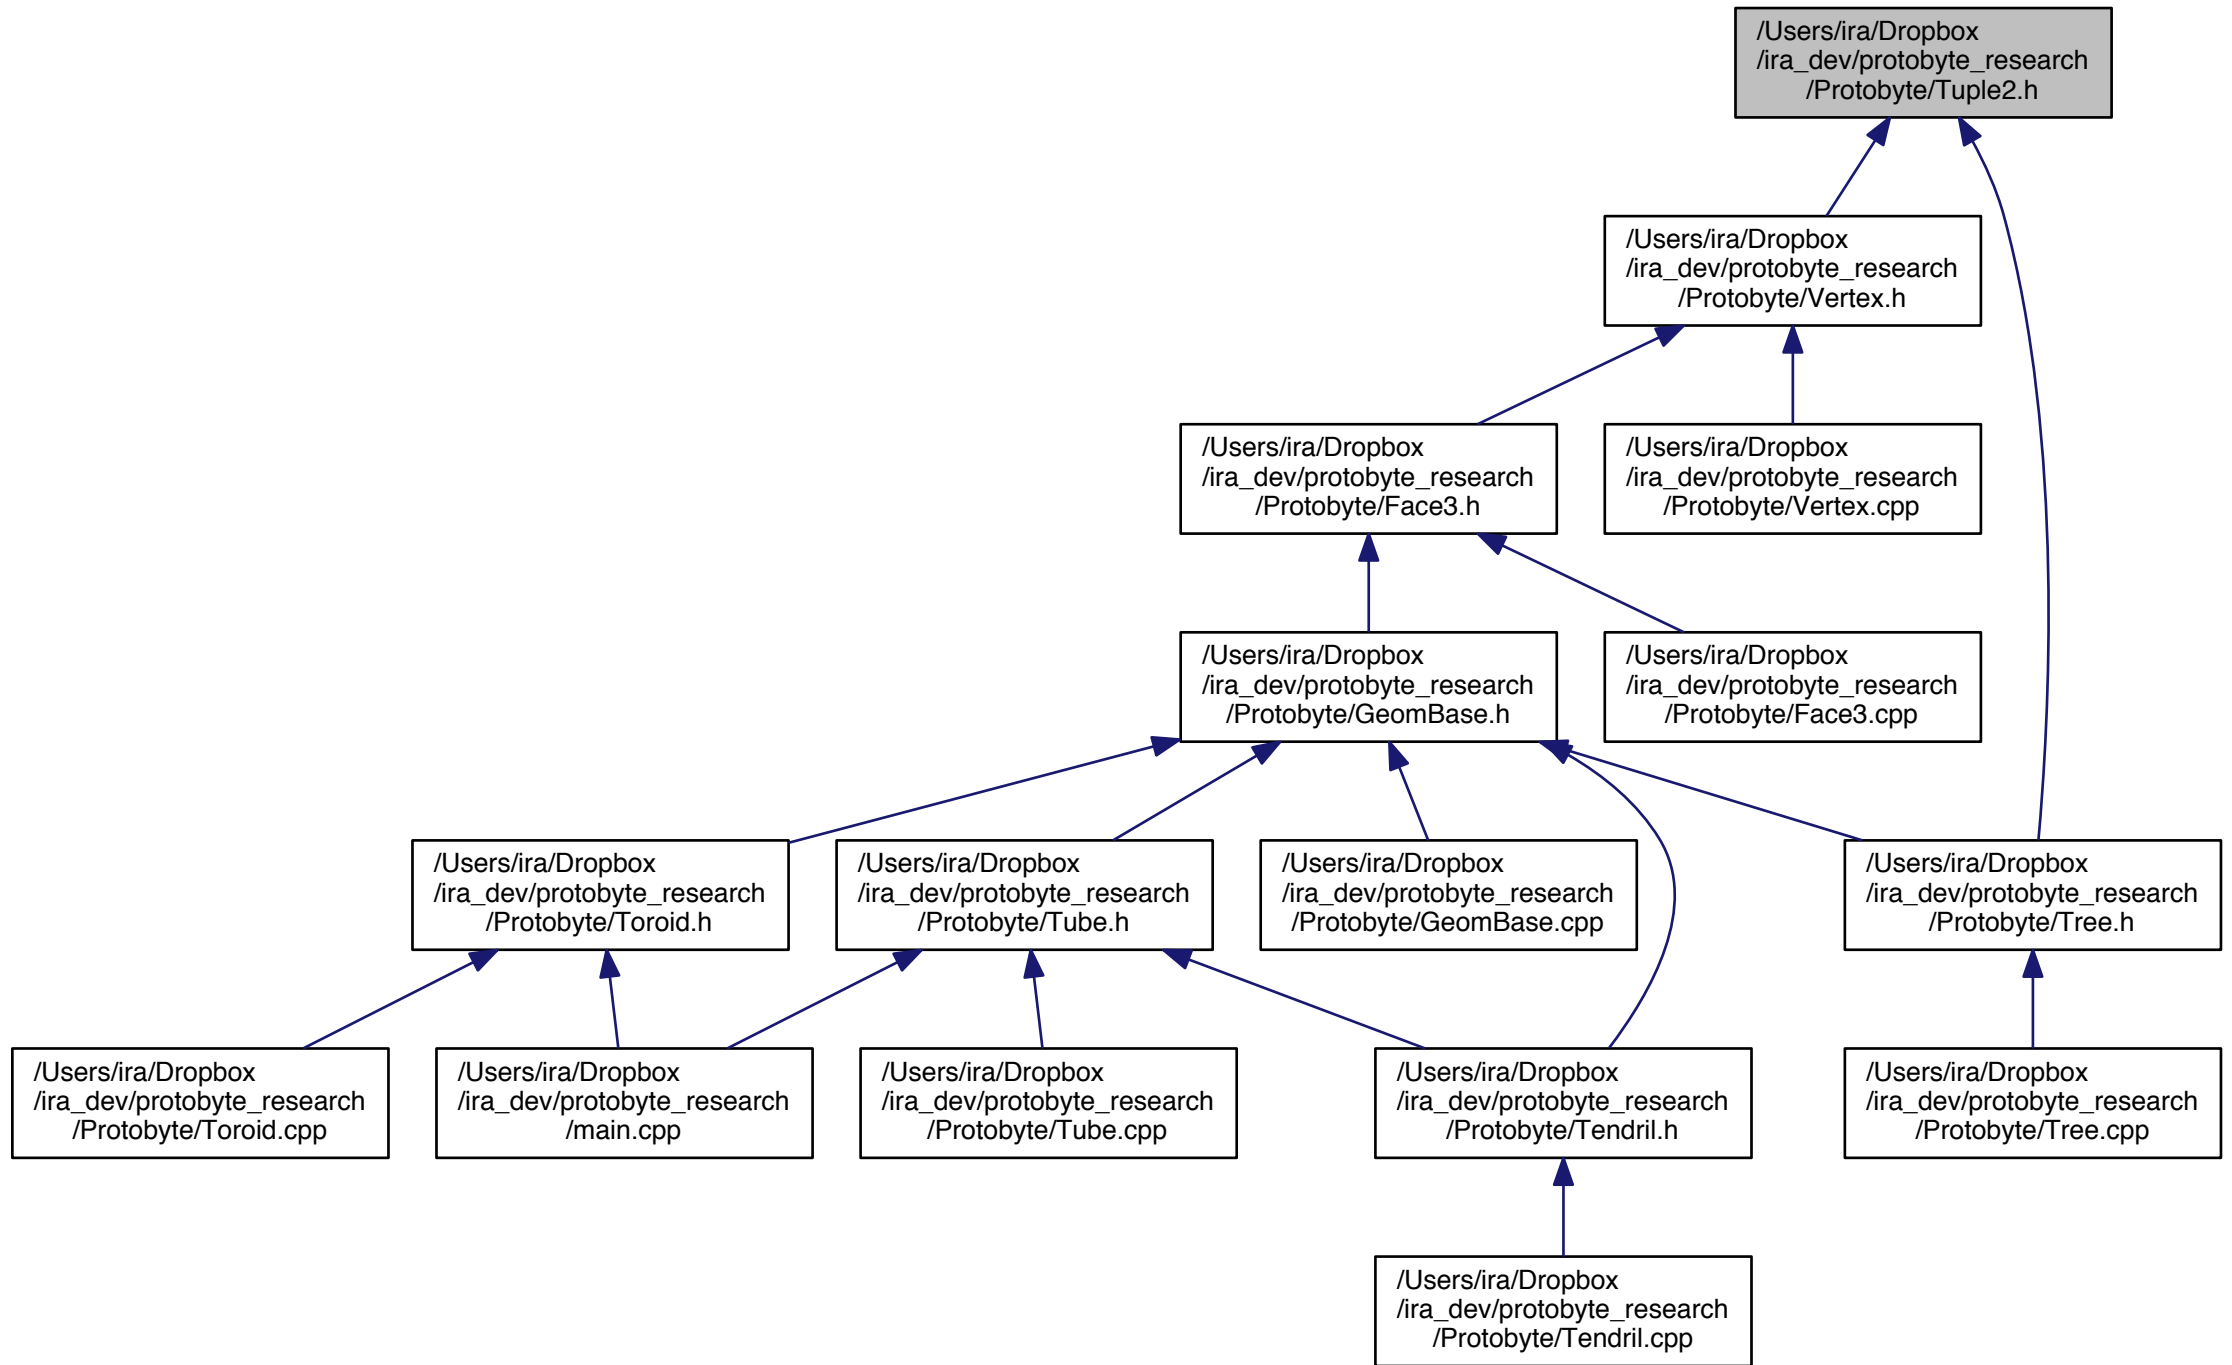 /Users/ira/Dropbox
/ira_dev/protobyte_research
/Protobyte/Tuple2.h
/Users/ira/Dropbox
/ira_dev/protobyte_research
/Protobyte/Vertex.h
/Users/ira/Dropbox
/ira_dev/protobyte_research
/Protobyte/Face3.h
/Users/ira/Dropbox
/ira_dev/protobyte_research
/Protobyte/Vertex.cpp
/Users/ira/Dropbox
/ira_dev/protobyte_research
/Protobyte/GeomBase.h
/Users/ira/Dropbox
/ira_dev/protobyte_research
/Protobyte/Face3.cpp
/Users/ira/Dropbox
/ira_dev/protobyte_research
/Protobyte/Toroid.h
/Users/ira/Dropbox
/ira_dev/protobyte_research
/Protobyte/Tube.h
/Users/ira/Dropbox
/ira_dev/protobyte_research
/Protobyte/GeomBase.cpp
/Users/ira/Dropbox
/ira_dev/protobyte_research
/Protobyte/Tree.h
/Users/ira/Dropbox
/ira_dev/protobyte_research
/Protobyte/Toroid.cpp
/Users/ira/Dropbox
/ira_dev/protobyte_research
/main.cpp
/Users/ira/Dropbox
/ira_dev/protobyte_research
/Protobyte/Tube.cpp
/Users/ira/Dropbox
/ira_dev/protobyte_research
/Protobyte/Tendril.h
/Users/ira/Dropbox
/ira_dev/protobyte_research
/Protobyte/Tree.cpp
/Users/ira/Dropbox
/ira_dev/protobyte_research
/Protobyte/Tendril.cpp